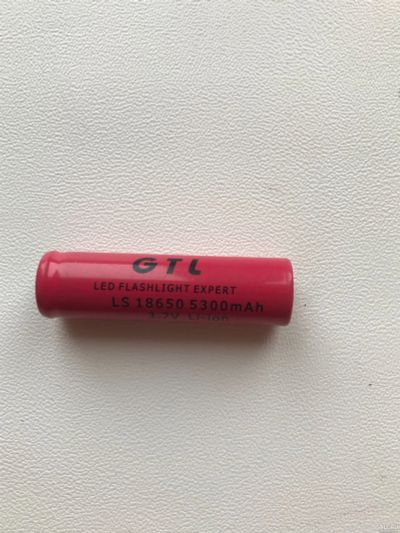 GTL
LED FLASHLIGHT EXPERT
LS 18650 5300mAh
3.7V Li-ion